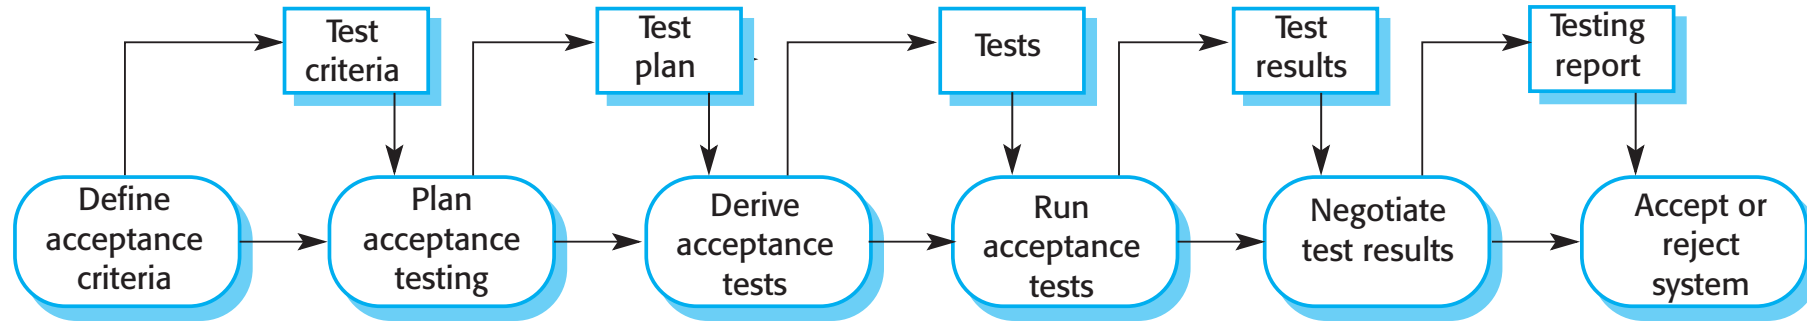 Test
criteria
Test
plan
Tests
Test
results
Testing
report
Define
acceptance
criteria
Plan
acceptance
testing
Derive
acceptance
tests
Run
acceptance
tests
Negotiate
test results
Accept or
reject
system